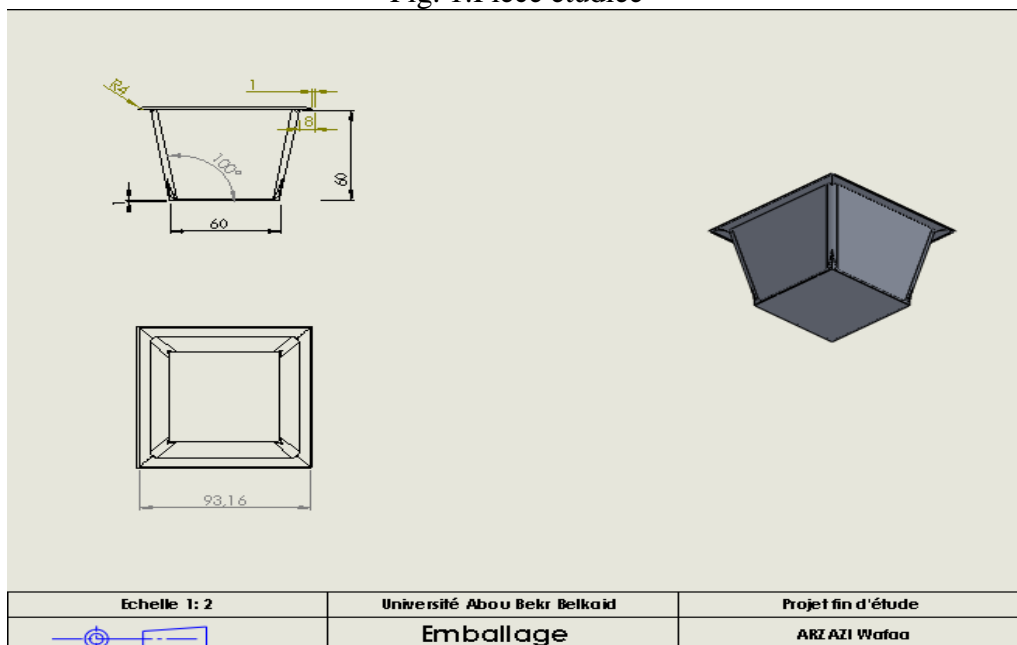 Fig. 1.Pièce étudiée
R4
1
8
100°
60
1
60
93,16
Echelle 1: 2
Université Abou Bekr Belkaid
Projet fin d'étude
Emballage
ARZAZI Wafaa